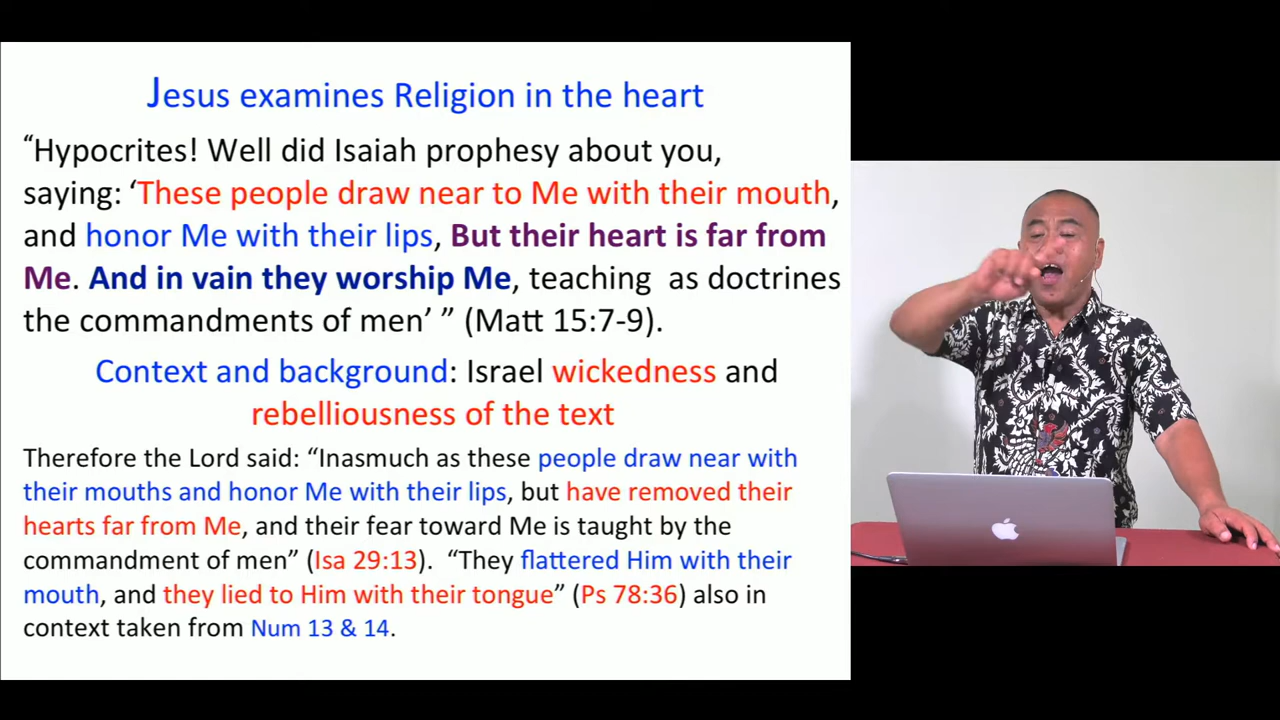 Jesus examines Religion in the heart
“Hypocrites! Well did Isaiah prophesy about you,
saying: ‘These people draw near to Me with their mouth,
and honor Me with their lips, But their heart is far from
Me. And in vain they worship Me, teaching as doctrines
the commandments of men’ ” (Matt 15:7-9).
Context and background: Israel wickedness and
rebelliousness of the text
Therefore the Lord said: “Inasmuch as these people draw near with
their mouths and honor Me with their lips, but have removed their
hearts far from Me, and their fear toward Me is taught by the
commandment of men” (Isa 29:13). “They flattered Him with their
mouth, and they lied to Him with their tongue” (Ps 78:36) also in
context taken from Num 13 & 14.